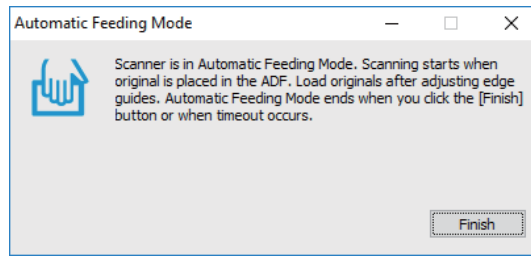 Automatic Feeding Mode
Scanner is in Automatic Feeding Mode. Scanning starts when
original is placed in the ADF. Load originals after adjusting edge
guides. Automatic Feeding Mode ends when you click the [Finish]
button or when timeout occurs.
Finish